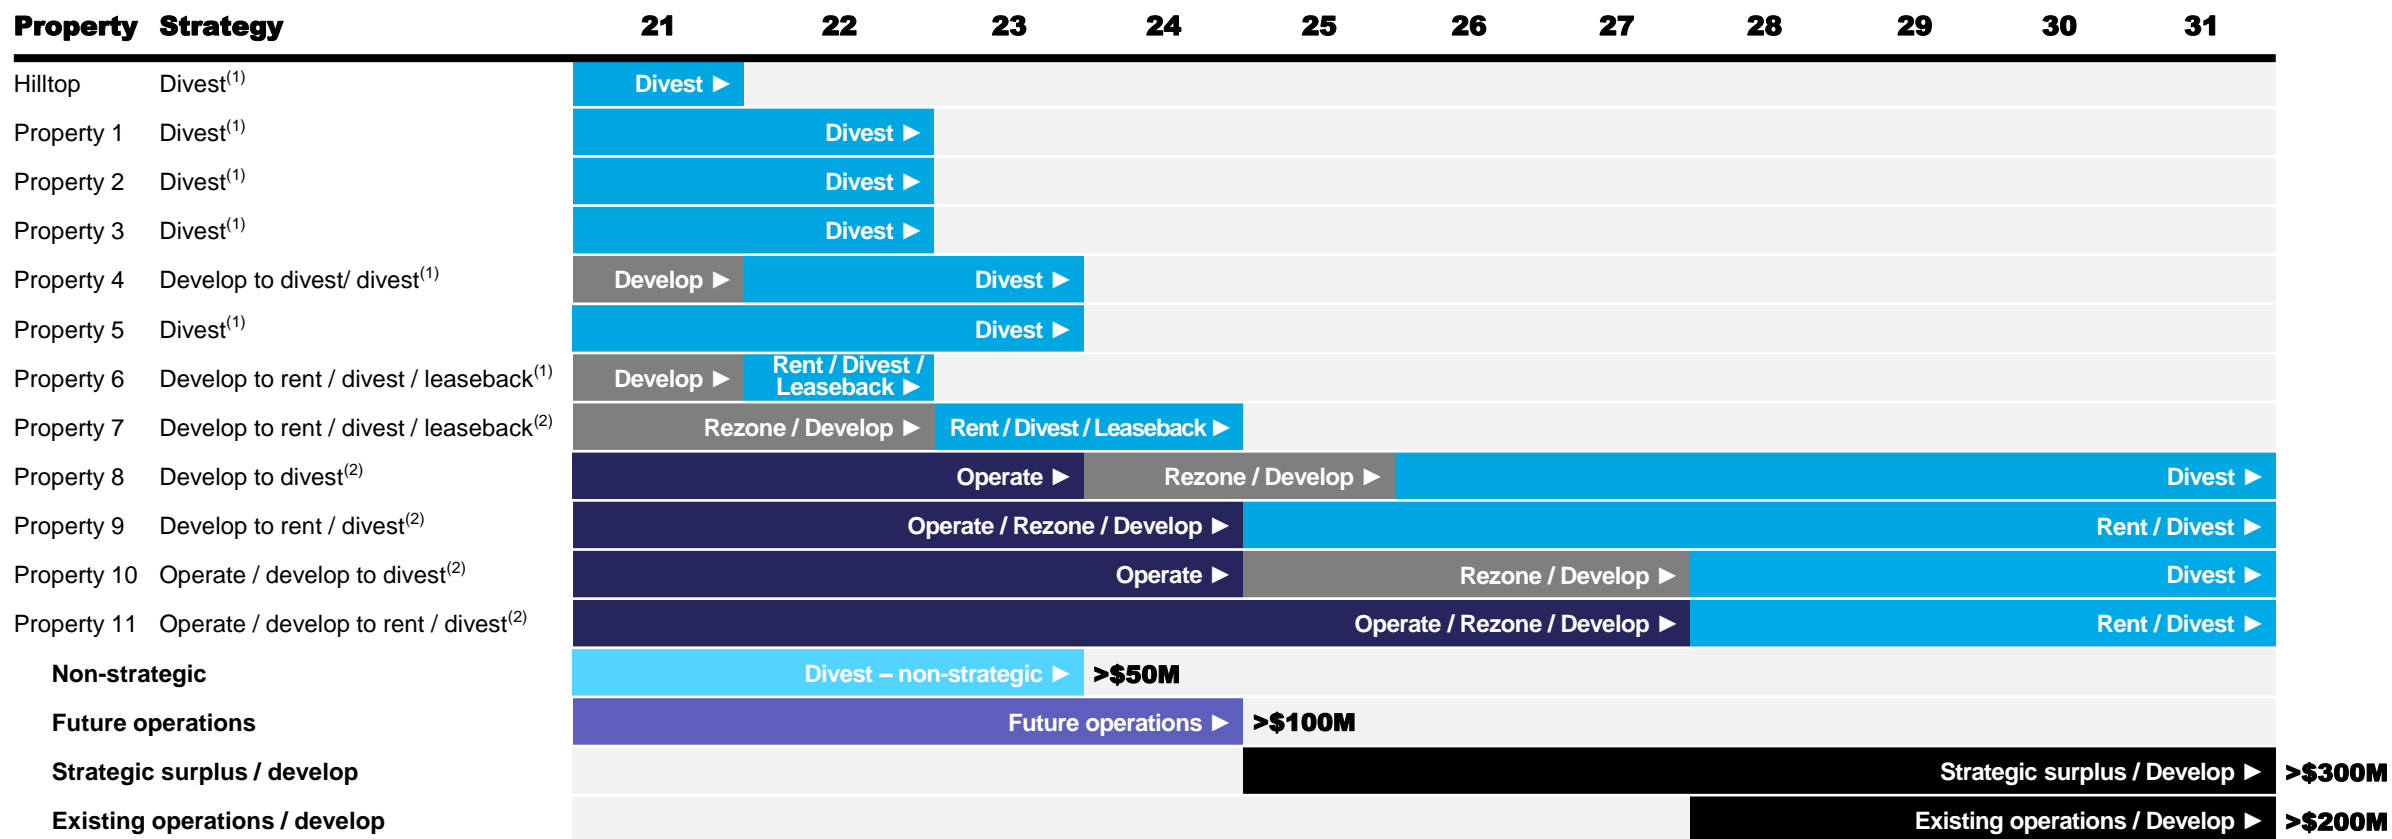 Property Strategy 21 22 23 24 25 26 27 28 29 30 31
Hilltop Divest(1) Divest ►
Property 1 Divest(1) Divest ►
Property 2 Divest(1) Divest ►
Property 3 Divest(1) Divest ►
Property 4 Develop to divest/ divest(1) Develop ► Divest ►
Property 5 Divest(1) Divest ►
Property 6 Develop to rent / divest / leaseback(1) Develop ► Rent / Divest /
Leaseback ►
Property 7 Develop to rent / divest / leaseback(2) Rezone / Develop ► Rent / Divest / Leaseback ►
Property 8 Develop to divest(2) Operate ► Rezone / Develop ► Divest ►
Property 9 Develop to rent / divest(2) Operate / Rezone / Develop ► Rent / Divest ►
Property 10 Operate / develop to divest(2) Operate ► Rezone / Develop ► Divest ►
Property 11 Operate / develop to rent / divest(2) Operate / Rezone / Develop ► Rent / Divest ►
Non-strategic Divest – non-strategic ► >$50M
Future operations Future operations ► >$100M
Strategic surplus / develop Strategic surplus / Develop ► >$300M
Existing operations / develop Existing operations / Develop ► >$200M